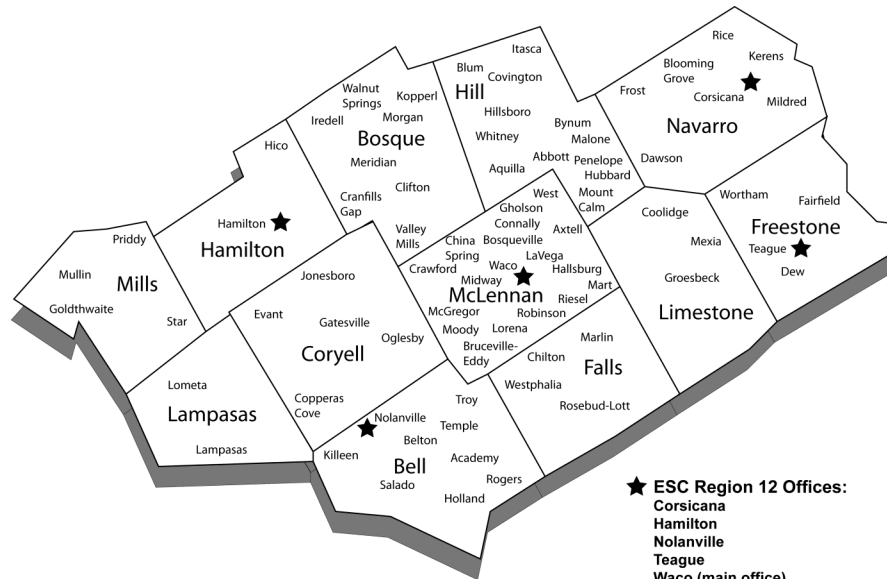 Rice
Kerens
Blooming
Grove
Frost
Corsicana
Mildred
Navarro
Dawson
Itasca
Blum
Covington
Hill
Hillsboro
Bynum
Whitney
Malone
Abbott
Penelope
Aquilla
Hubbard
Mount
Calm
Walnut
Springs
Kopperl
Iredell
Morgan
Bosque
Meridian
Clifton
Cranfills
Gap
Valley
Mills
Hico
Hamilton
Hamilton
Priddy
Mullin
Mills
Goldthwaite
Star
Wortham
Fairfield
Freestone
Teague
Dew
Coolidge
Mexia
Groesbeck
Limestone
West
Gholson
Connally
Axtell
China
Spring
Bosqueville
LaVega
Crawford
Waco
Hallsburg
Midway
Mart
McLennan
Riesel
McGregor
Robinson
Moody
Lorena
Bruceville-
Eddy
Jonesboro
Evant
Gatesville
Oglesby
Coryell
Copperas
Cove
Marlin
Chilton
Falls
Westphalia
Rosebud-Lott
Lometa
Lampasas
Lampasas
Troy
Nolanville
Temple
Belton
Killeen
Academy
Bell
Rogers
Salado
Holland
ESC Region 12 Offices:
Corsicana
Hamilton
Nolanville
Teague
Waco (main office)